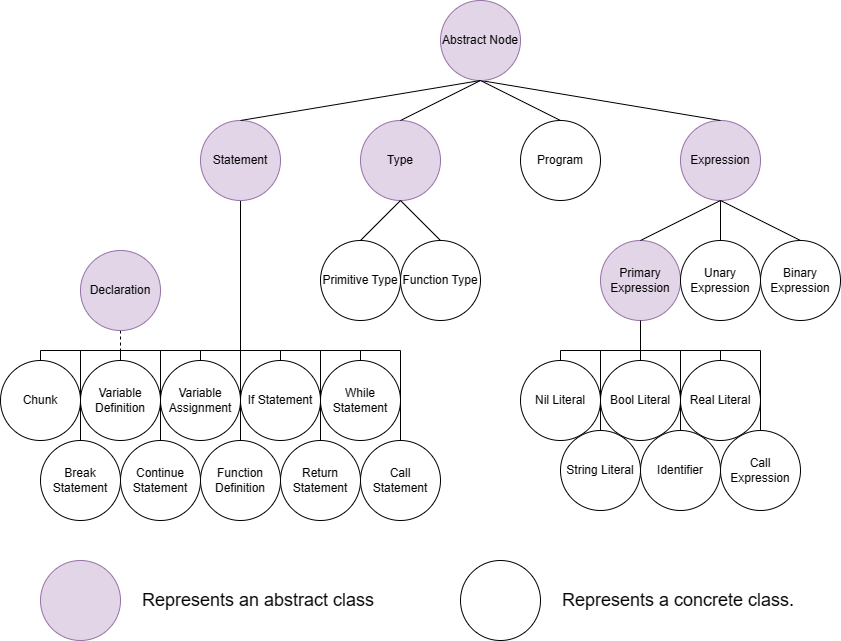 Abstract Node
Statement
Type
Program
Expression
Declaration
Primitive Type
Function Type
Primary
Expression
Unary
Expression
Binary
Expression
Chunk
Variable
Definition
Variable
Assignment
If Statement
While
Statement
Nil Literal
Bool Literal
Real Literal
Break
Statement
Continue
Statement
Function
Definition
Return
Statement
Call
Statement
String Literal
Identifier
Call
Expression
Represents an abstract class
Represents a concrete class.